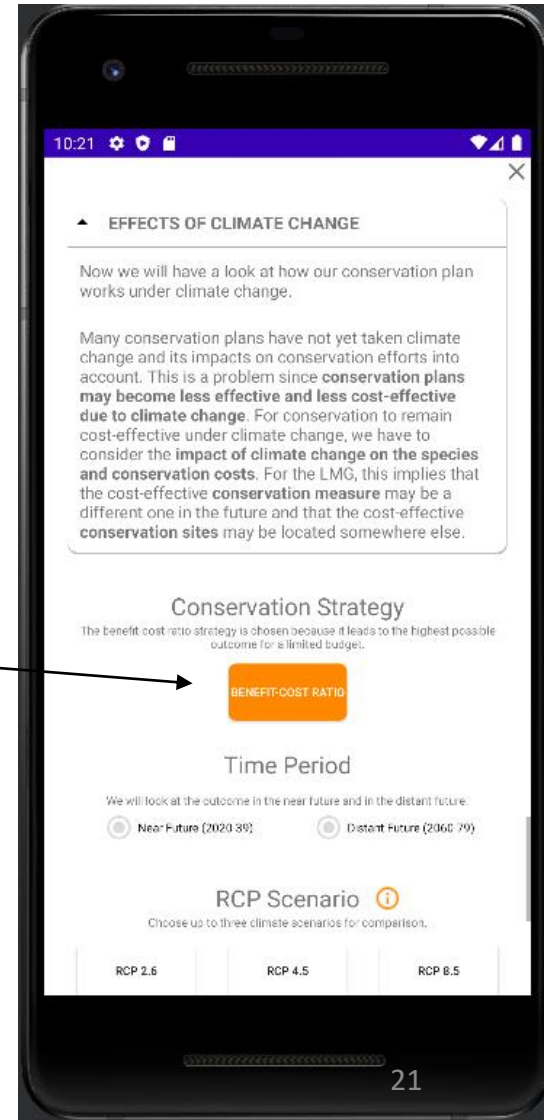 10:21
EFFECTS OF CLIMATE CHANGE
Now we will have a look at how our conservation plan
works under climate change.
Many conservation plans have not yet taken climate
change and its impacts on conservation efforts into
account. This is a problem since conservation plans
may become less effective and less cost-effective
due to climate change. For conservation to remain
cost-effective under climate change, we have to
consider the impact of climate change on the species
and conservation costs. For the LMG, this implies that
the cost-effective conservation measure may be a
different one in the future and that the cost-effective
conservation sites may be located somewhere else.
Conservation Strategy
The benefit cost ratio strategy is chosen because it leads to the highest possible
outcome for a limited budget.
BENEFIT-COST RATIO
Time Period
We will look at the outcome in the near future and in the distant future.
Near Future (2020-39)
Distant Future (2060-79)
RCP Scenario
Choose up to three climate scenarios for comparison.
RCP 2.6
RCP 4.5
RCP 8.5
21